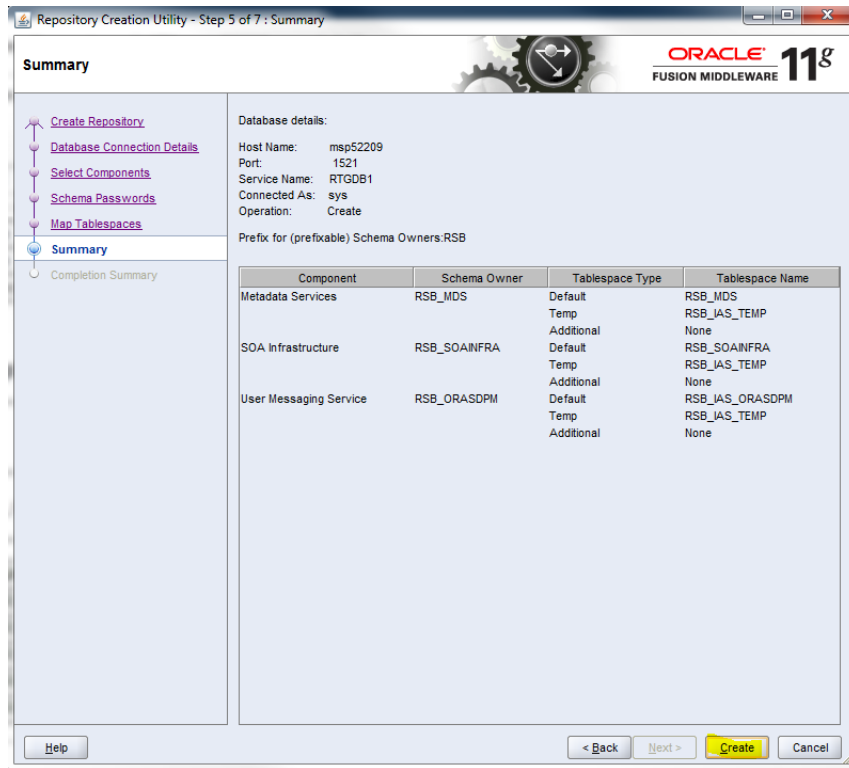 Repository Creation Utility - Step 5 of 7 : Summary
Summary
ORACLE
FUSION MIDDLEWARE 11g
Create Repository
Database Connection Details
Select Components
Schema Passwords
Map Tablespaces
Summary
Completion Summary
Database details:
Host Name: msp52209
Port: 1521
Service Name: RTGDB1
Connected As: sys
Operation: Create
Prefix for (prefixable) Schema Owners:RSB
Component Schema Owner Tablespace Type Tablespace Name
Metadata Services RSB_MDS Default RSB_MDS
Temp RSB_IAS_TEMP
Additional None
SOA Infrastructure RSB_SOAINFRA Default RSB_SOAINFRA
Temp RSB_IAS_TEMP
Additional None
User Messaging Service RSB_ORASDPM Default RSB_IAS_ORASDPM
Temp RSB_IAS_TEMP
Additional None
Help < Back Next > Create Cancel